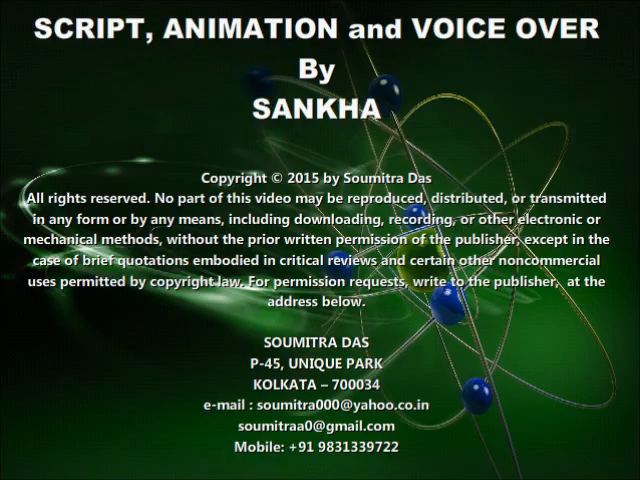 SCRIPT, ANIMATION and VOICE OVER
By
SANKHA
Copyright © 2015 by Soumitra Das
All rights reserved. No part of this video may be reproduced, distributed, or transmitted
in any form or by any means, including downloading, recording, or other electronic or
mechanical methods, without the prior written permission of the publisher, except in the
case of brief quotations embodied in critical reviews and certain other noncommercial
uses permitted by copyright law. For permission requests, write to the publisher,  at the
address below.
SOUMITRA DAS
P-45, UNIQUE PARK
KOLKATA – 700034
e-mail : soumitra000@yahoo.co.in
soumitraa0@gmail.com
Mobile: +91 9831339722